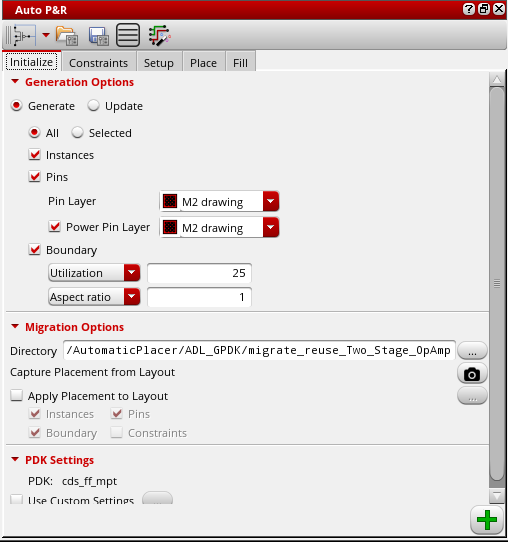 Auto P&R
Initialize Constraints Setup Place Fill
Generation Options
Generate Update
All Selected
Instances
Pins
Pin Layer M2 drawing
Power Pin Layer M2 drawing
Boundary
Utilization 25
Aspect ratio 1
Migration Options
Directory /AutomaticPlacer/ADL_GPDK/migrate_reuse_Two_Stage_OpAmp ...
Capture Placement from Layout
Apply Placement to Layout ...
Instances Pins
Boundary Constraints
PDK Settings
PDK: cds_ff_mpt
Use Custom Settings ...